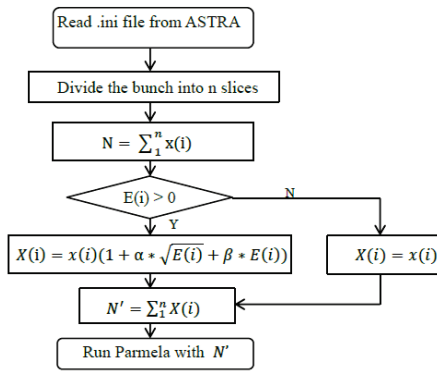 Read .ini file from ASTRA
Divide the bunch into n slices
N = ∑₁ⁿ x(i)
E(i) > 0
N
Y
X(i) = x(i)(1 + α * √E(i) + β * E(i))
X(i) = x(i)
N′ = ∑₁ⁿ X(i)
Run Parmela with N'